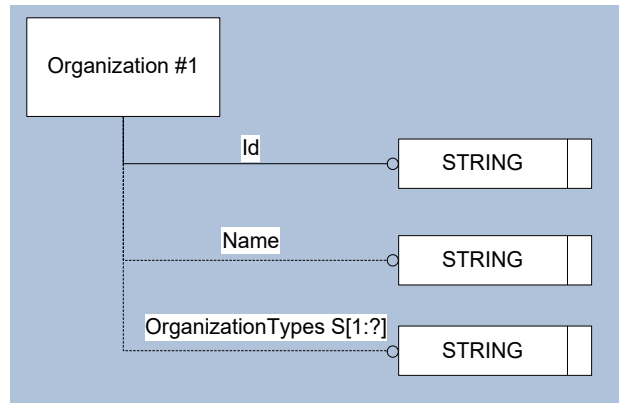 Organization #1
Id
STRING
Name
STRING
OrganizationTypes S[1:?]
STRING